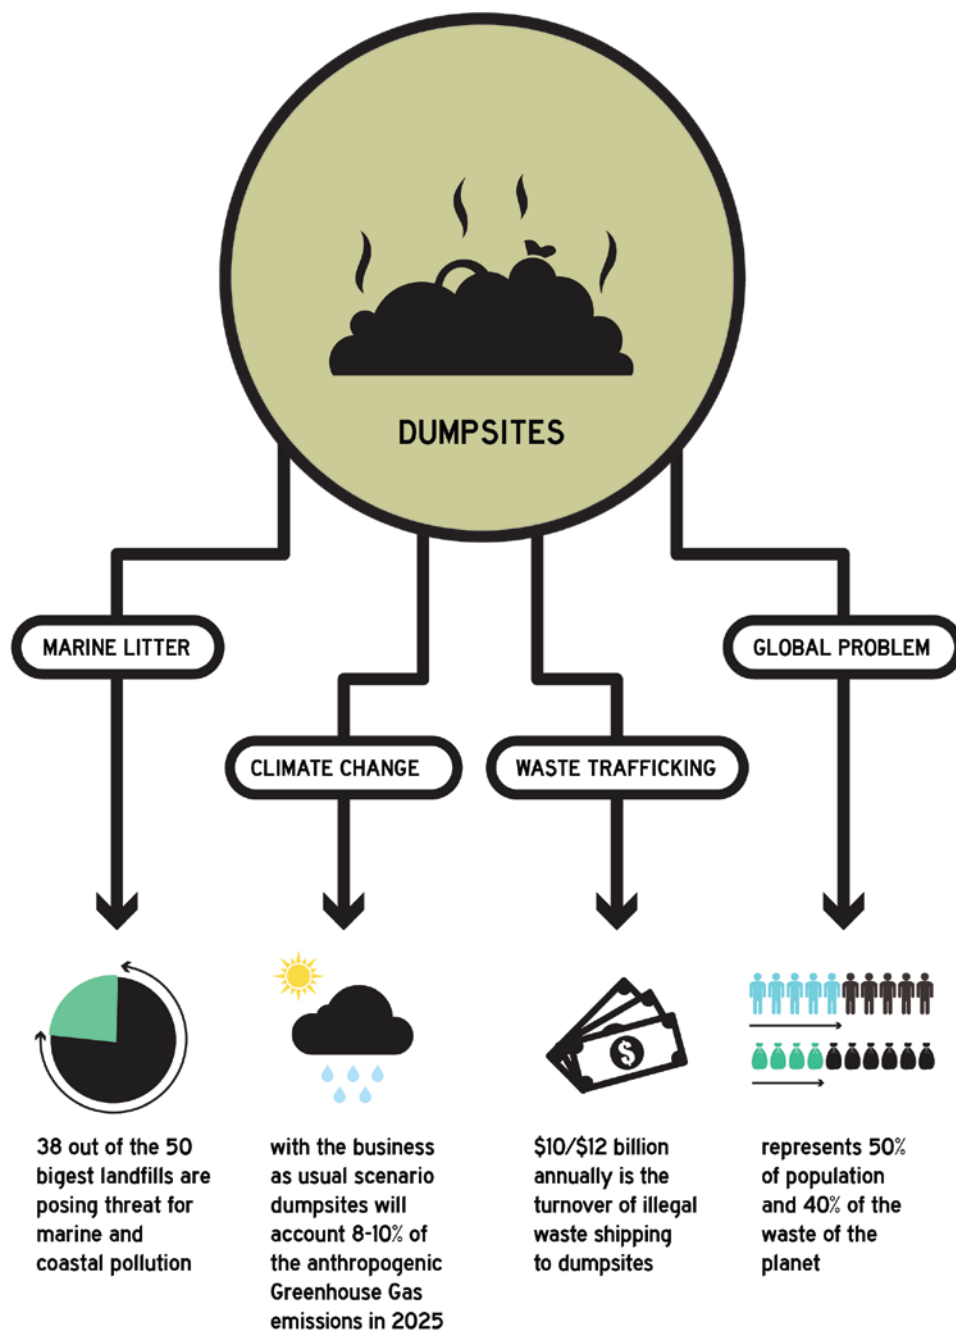 DUMPSITES
MARINE LITTER
GLOBAL PROBLEM
CLIMATE CHANGE
WASTE TRAFFICKING
$
38 out of the 50
biggest landfills are
posing threat for
marine and
coastal pollution
with the business
as usual scenario
dumpsites will
account 8-10% of
the anthropogenic
Greenhouse Gas
emissions in 2025
$10/$12 billion
annually is the
turnover of illegal
waste shipping
to dumpsites
represents 50%
of population
and 40% of the
waste of the
planet